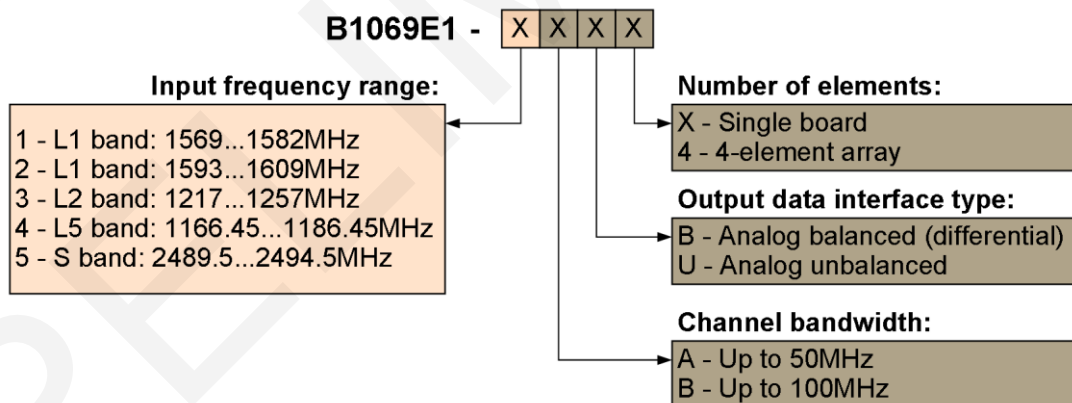 B1069E1 - X X X X
Input frequency range:
1 - L1 band: 1569...1582MHz
2 - L1 band: 1593...1609MHz
3 - L2 band: 1217...1257MHz
4 - L5 band: 1166.45...1186.45MHz
5 - S band: 2489.5...2494.5MHz
Number of elements:
X - Single board
4 - 4-element array
Output data interface type:
B - Analog balanced (differential)
U - Analog unbalanced
Channel bandwidth:
A - Up to 50MHz
B - Up to 100MHz